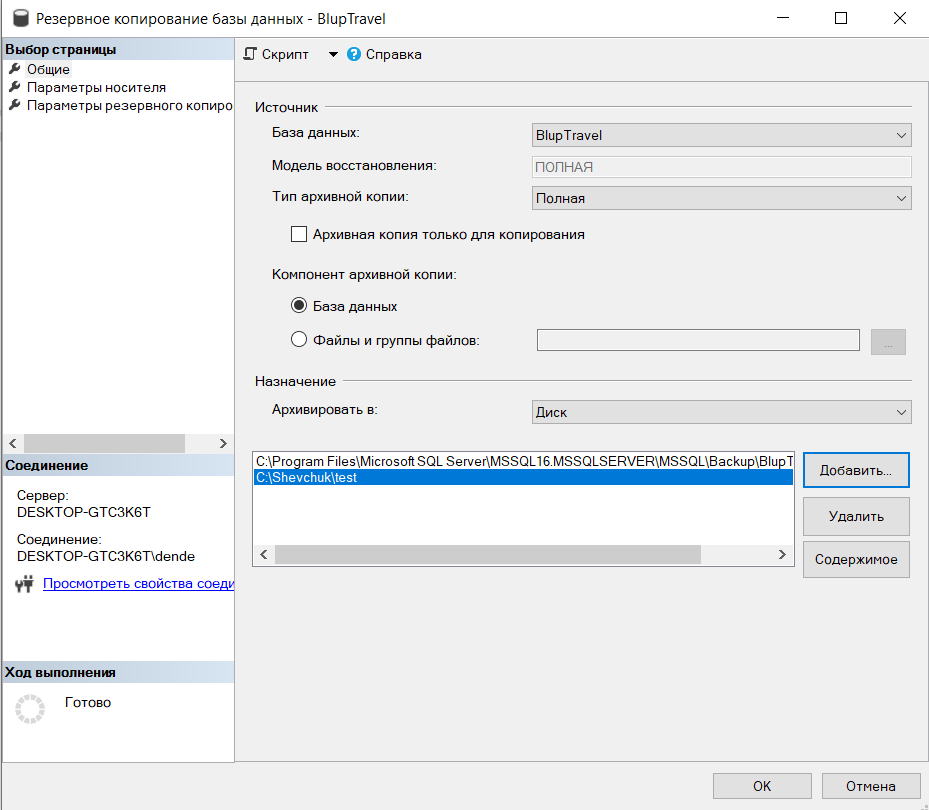 Резервное копирование базы данных - BlupTravel
Выбор страницы
Общие
Параметры носителя
Параметры резервного копиро
Скрипт
Справка
Источник
База данных:
BlupTravel
Модель восстановления:
ПОЛНАЯ
Тип архивной копии:
Полная
Архивная копия только для копирования
Компонент архивной копии:
База данных
Файлы и группы файлов:
...
Назначение
Архивировать в:
Диск
C:\Program Files\Microsoft SQL Server\MSSQL16.MSSQLSERVER\MSSQL\Backup\BlupT
C:\Shevchuk\test
Добавить...
Удалить
Содержимое
Соединение
Сервер:
DESKTOP-GTC3K6T
Соединение:
DESKTOP-GTC3K6T\dende
Просмотреть свойства соеди
Ход выполнения
Готово
OK
Отмена